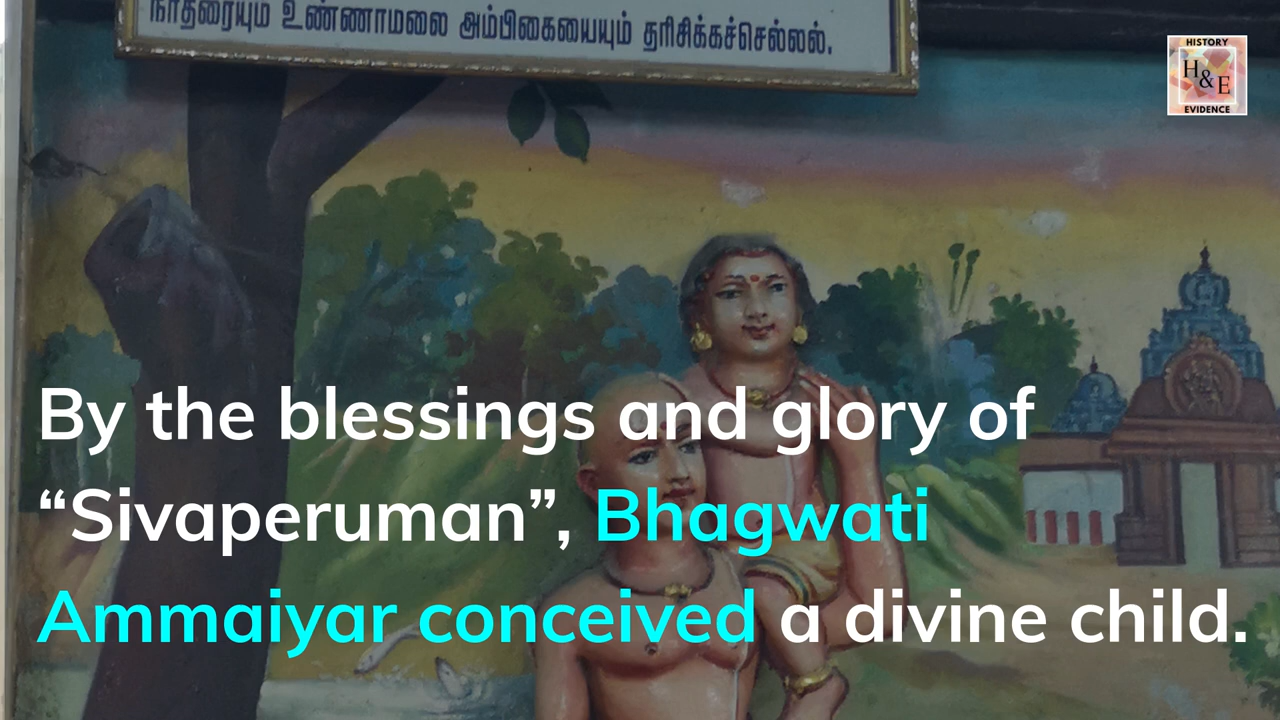 நாதரையும் உண்ணாமலை அம்பிகையையும் தரிசிக்கச்செல்லல்.
HISTORY
H&E
EVIDENCE
By the blessings and glory of
“Sivaperuman”, Bhagwati
Ammaiyar conceived a divine child.